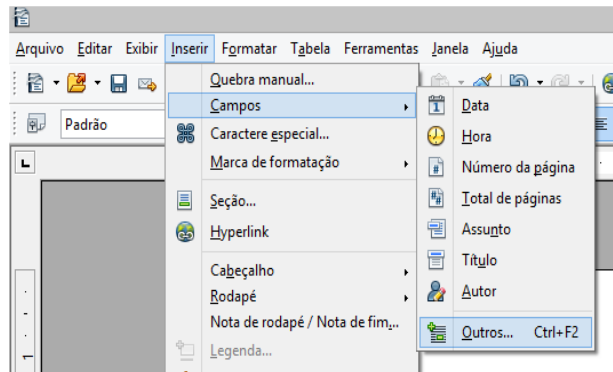 Arquivo Editar Exibir Inserir Formatar Tabela Ferramentas Janela Ajuda
Quebra manual...
Campos
Data
Padrão
Caractere especial...
Hora
Marca de formatação
Número da página
Seção...
Total de páginas
Hyperlink
Assunto
Título
Cabeçalho
Autor
Rodapé
Nota de rodapé / Nota de fim...
Outros... Ctrl+F2
Legenda...
1